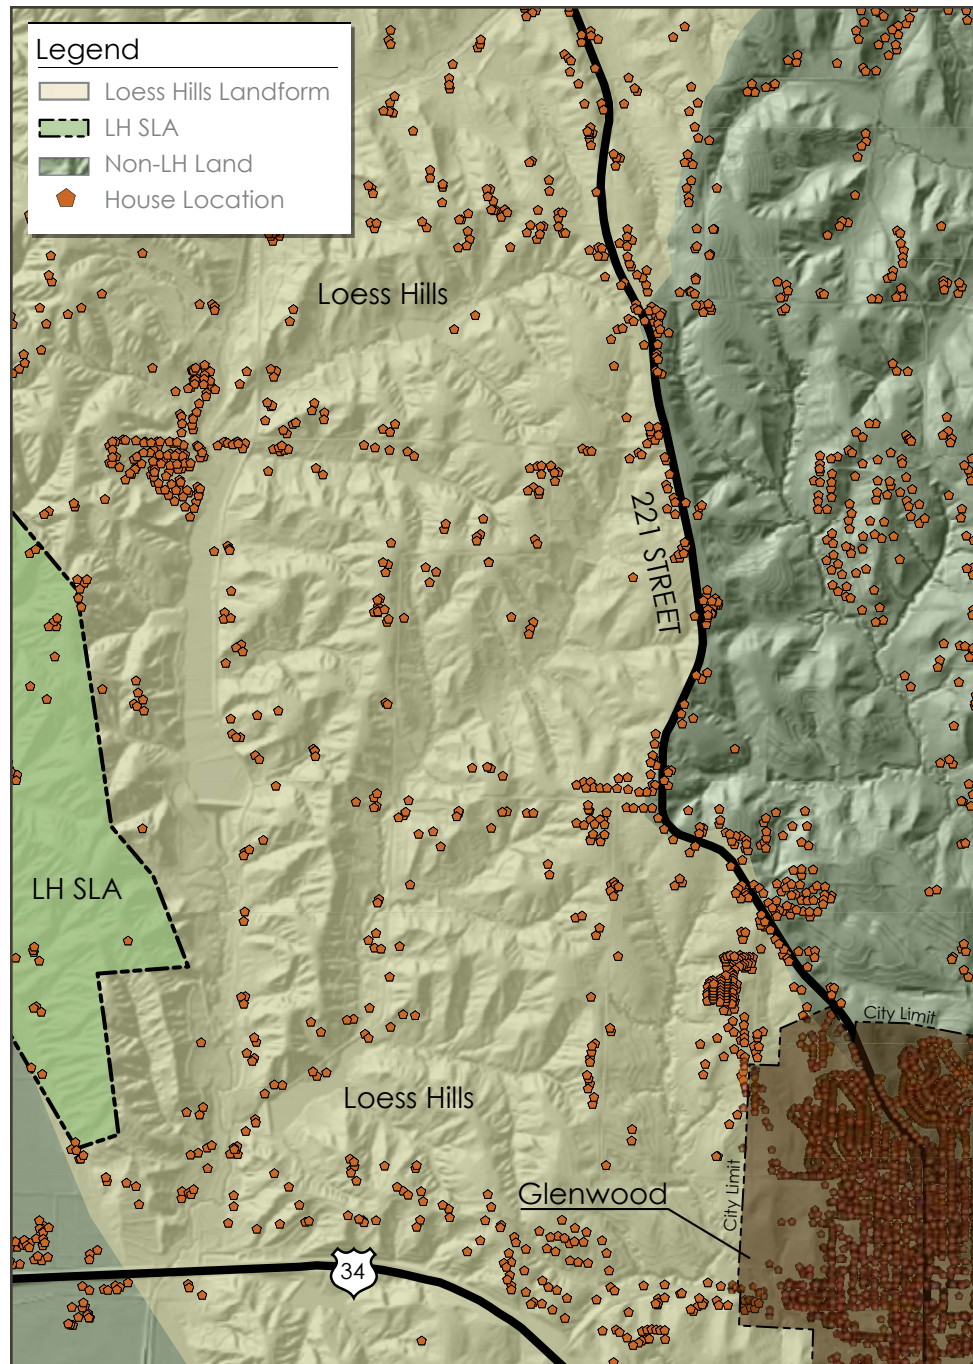 Legend
Loess Hills Landform
LH SLA
Non-LH Land
House Location
Loess Hills
221 STREET
LH SLA
City Limit
Loess Hills
City Limit
Glenwood
34